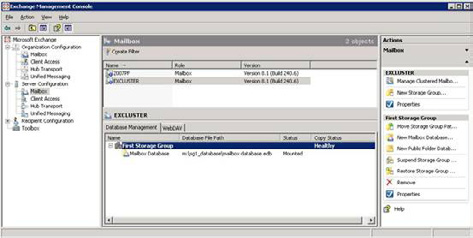 Exchange Management Console
File Action View Help
Microsoft Exchange
Organization Configuration
Mailbox
Client Access
Hub Transport
Unified Messaging
Server Configuration
Mailbox
Client Access
Hub Transport
Unified Messaging
Recipient Configuration
Toolbox
Mailbox 2 objects
Create Filter
Name Role Version
2007PF Mailbox Version 8.1 (Build 240.6)
EXCLUSTER Mailbox Version 8.1 (Build 240.6)
EXCLUSTER
Database Management WebDAV
Name Database File Path Status Copy Status
First Storage Group Healthy
Mailbox Database mailbox database.edb Mounted
Actions
Mailbox
EXCLUSTER
Manage Clustered Mailbo...
New Storage Group...
Properties
First Storage Group
Move Storage Group Pat...
New Mailbox Database...
New Public Folder Datab...
Suspend Storage Group ...
Restore Storage Group ...
Remove
Properties
Help